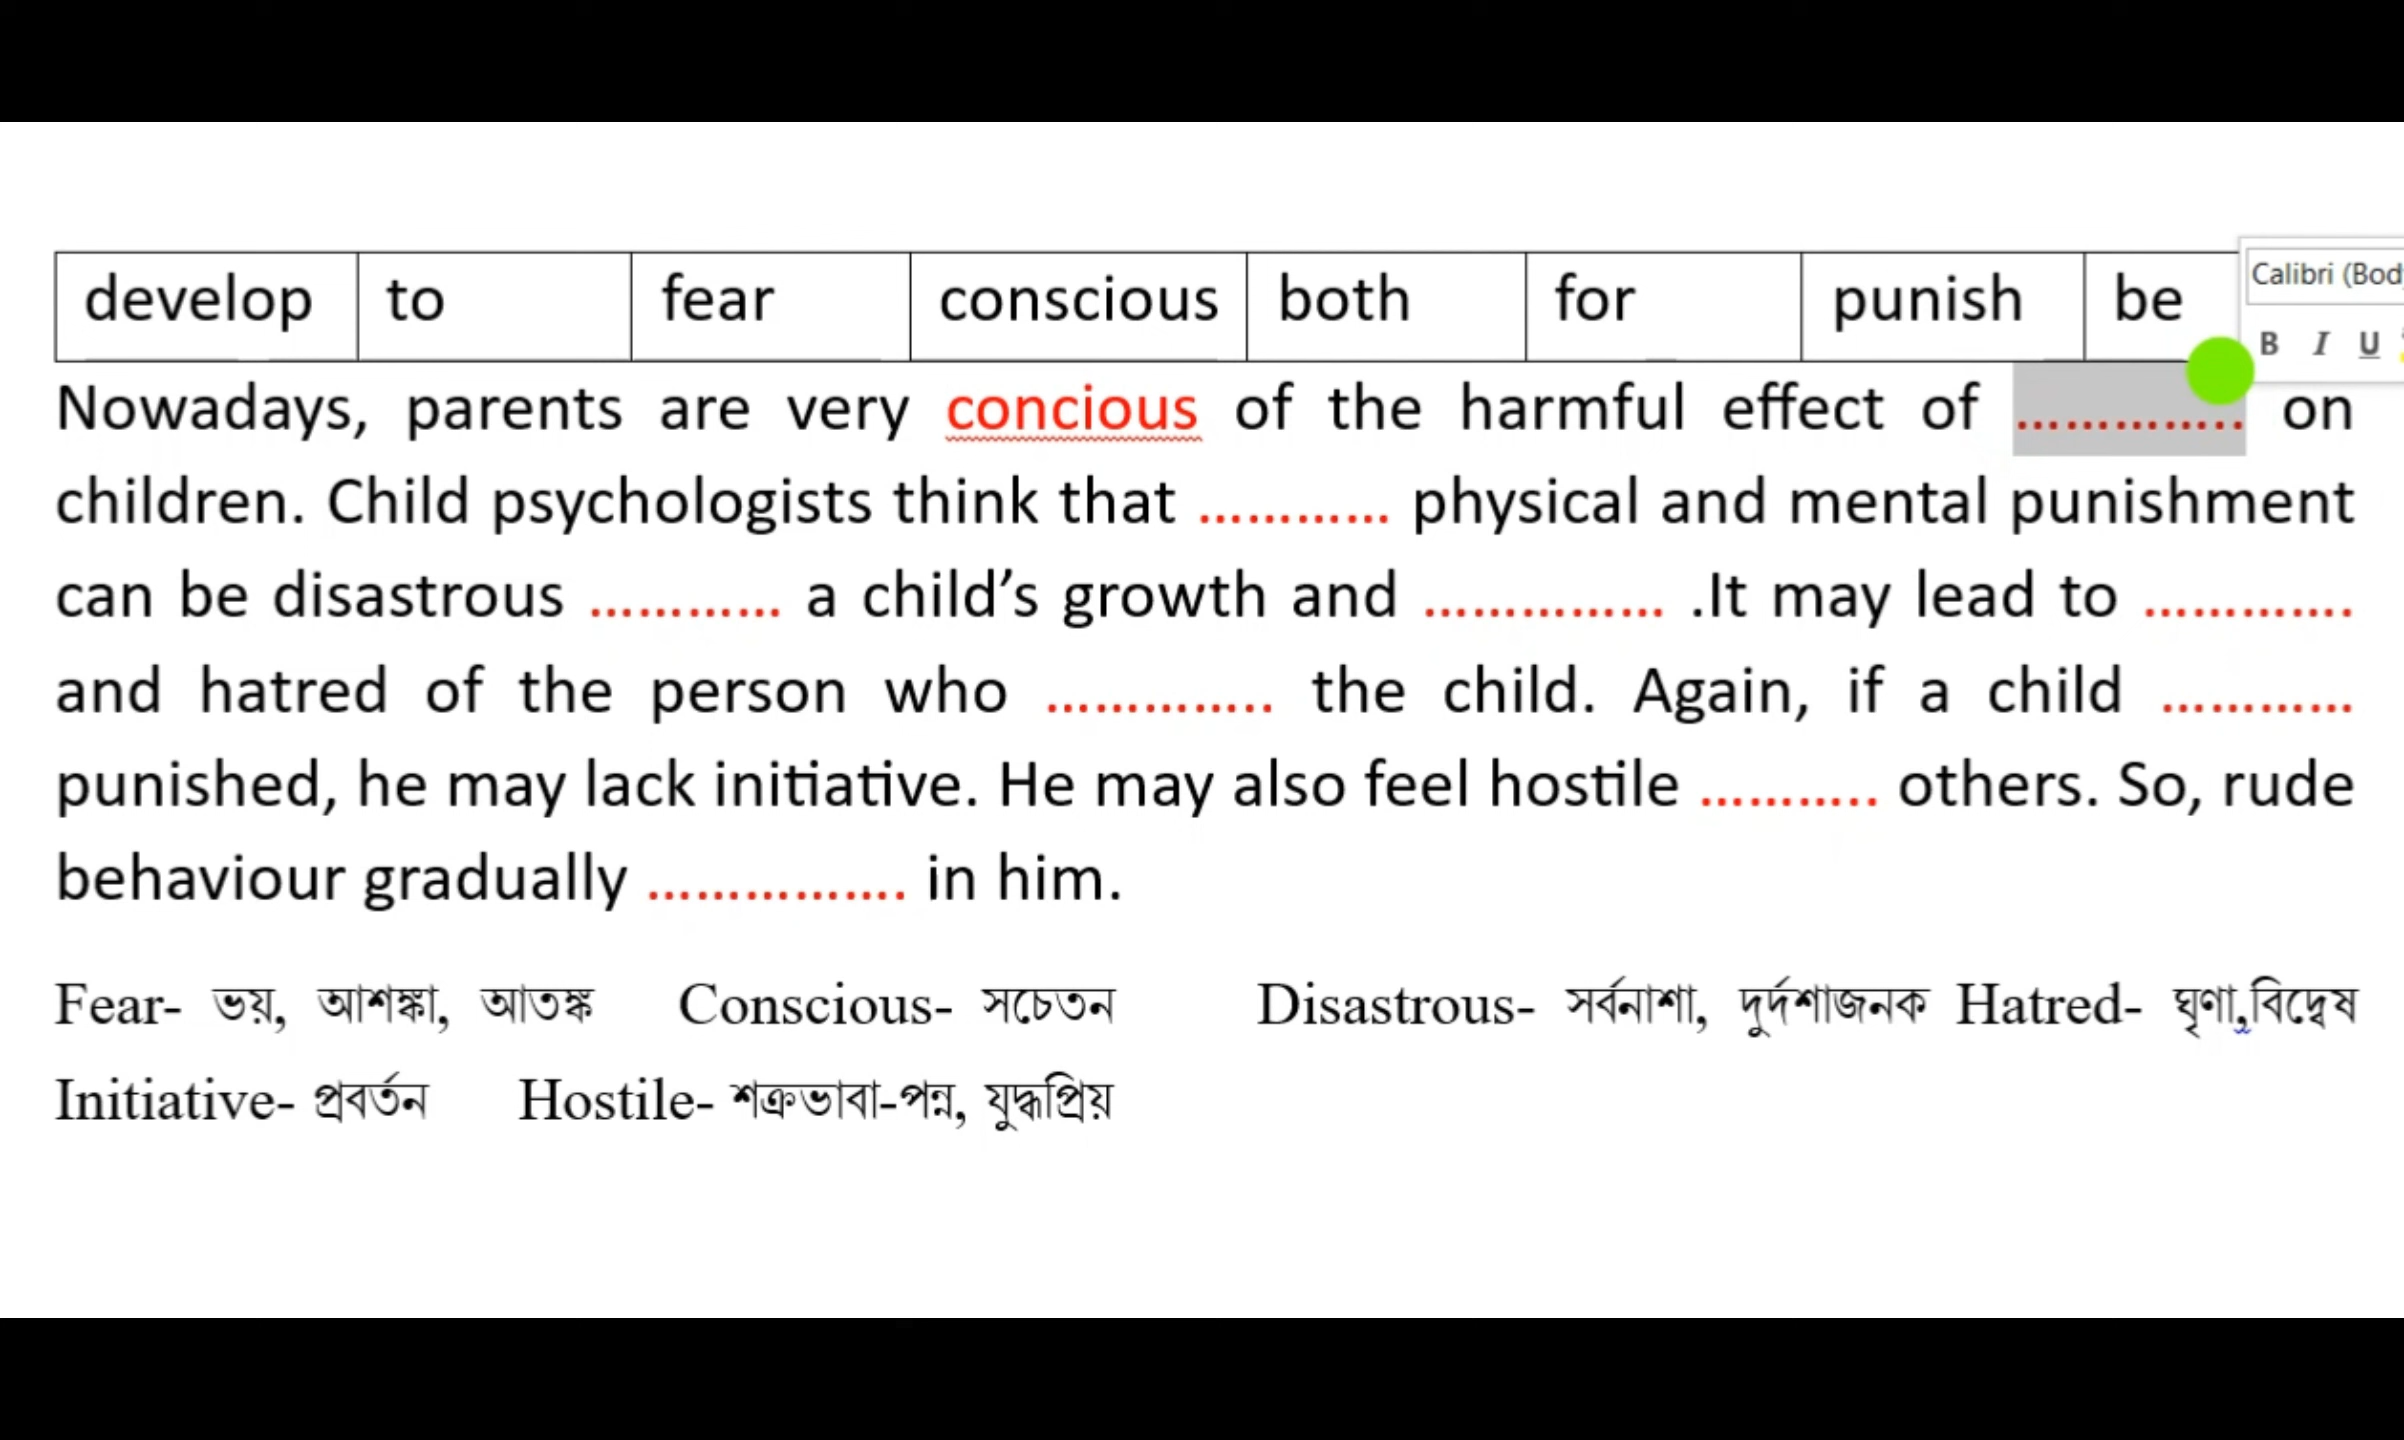 develop to fear conscious both for punish be
Calibri (Bod
B I U
Nowadays, parents are very concious of the harmful effect of .............. on
children. Child psychologists think that ............ physical and mental punishment
can be disastrous ............ a child's growth and ............... .It may lead to .............
and hatred of the person who .............. the child. Again, if a child ............
punished, he may lack initiative. He may also feel hostile ........... others. So, rude
behaviour gradually ................ in him.
Fear- ভয়, আশঙ্কা, আতঙ্ক Conscious- সচেতন Disastrous- সর্বনাশা, দুর্দশাজনক Hatred- ঘৃণা,বিদ্বেষ
Initiative- প্রবর্তন Hostile- শত্রুভাবা-পন্ন, যুদ্ধপ্রিয়